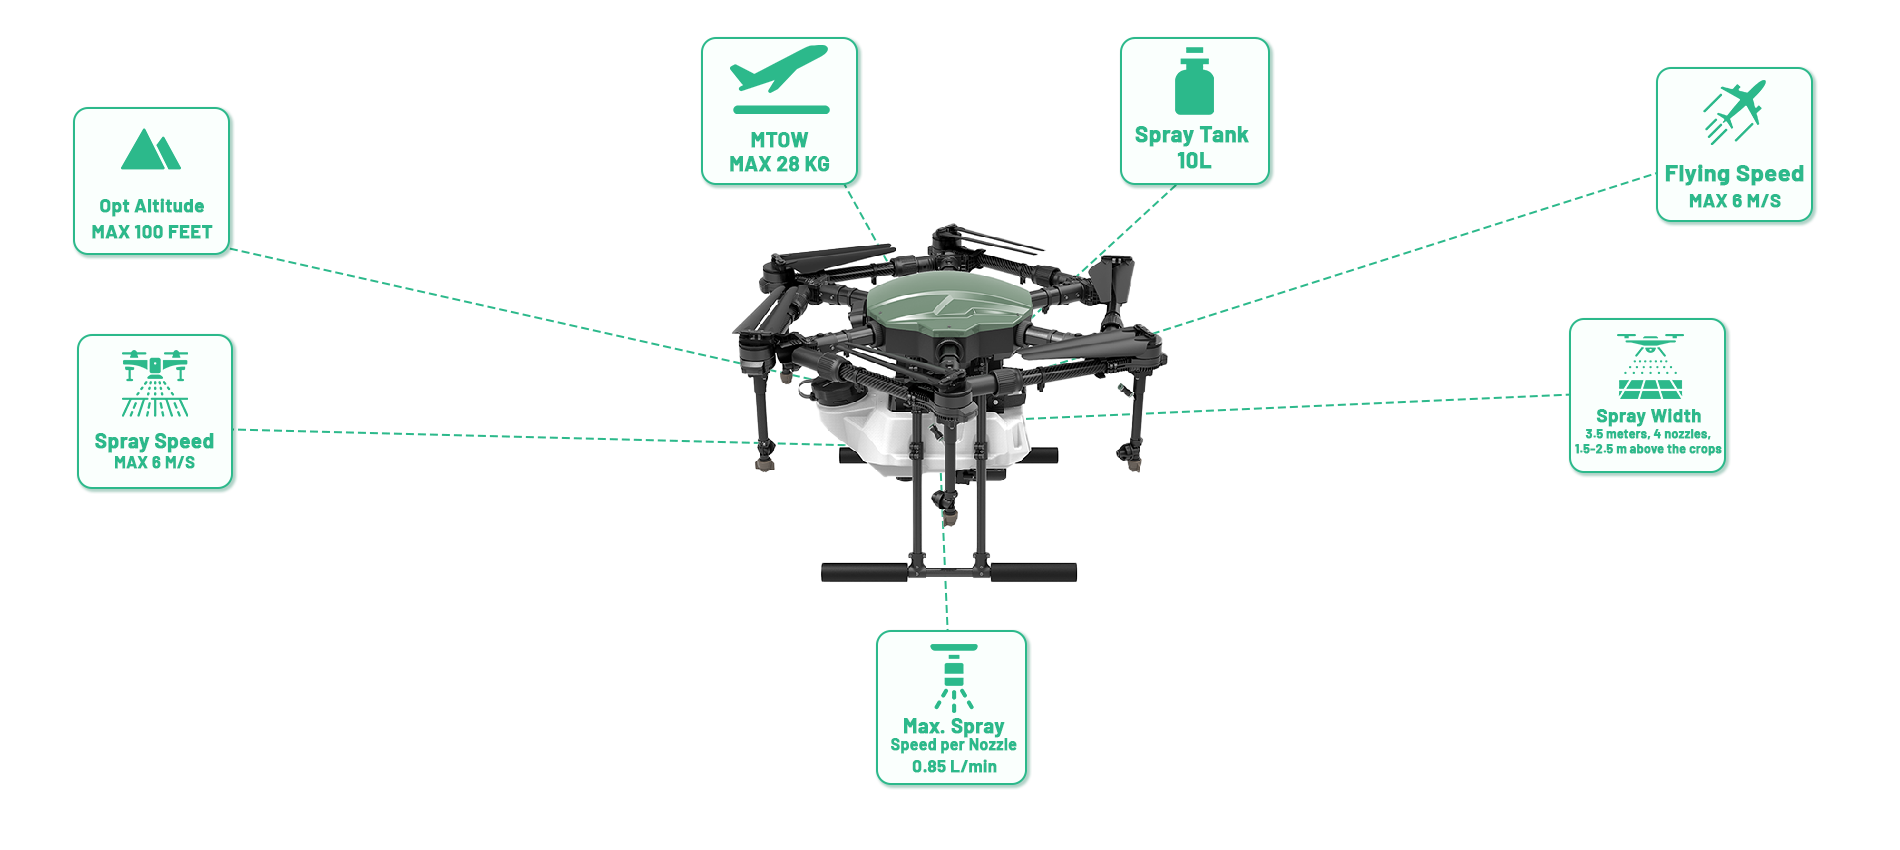 MTOW
MAX 28 KG
Spray Tank
10L
Flying Speed
MAX 6 M/S
Opt Altitude
MAX 100 FEET
Spray Speed
MAX 6 M/S
Spray Width
3.5 meters, 4 nozzles,
1.5-2.5 m above the crops
Max. Spray
Speed per Nozzle
0.85 L/min